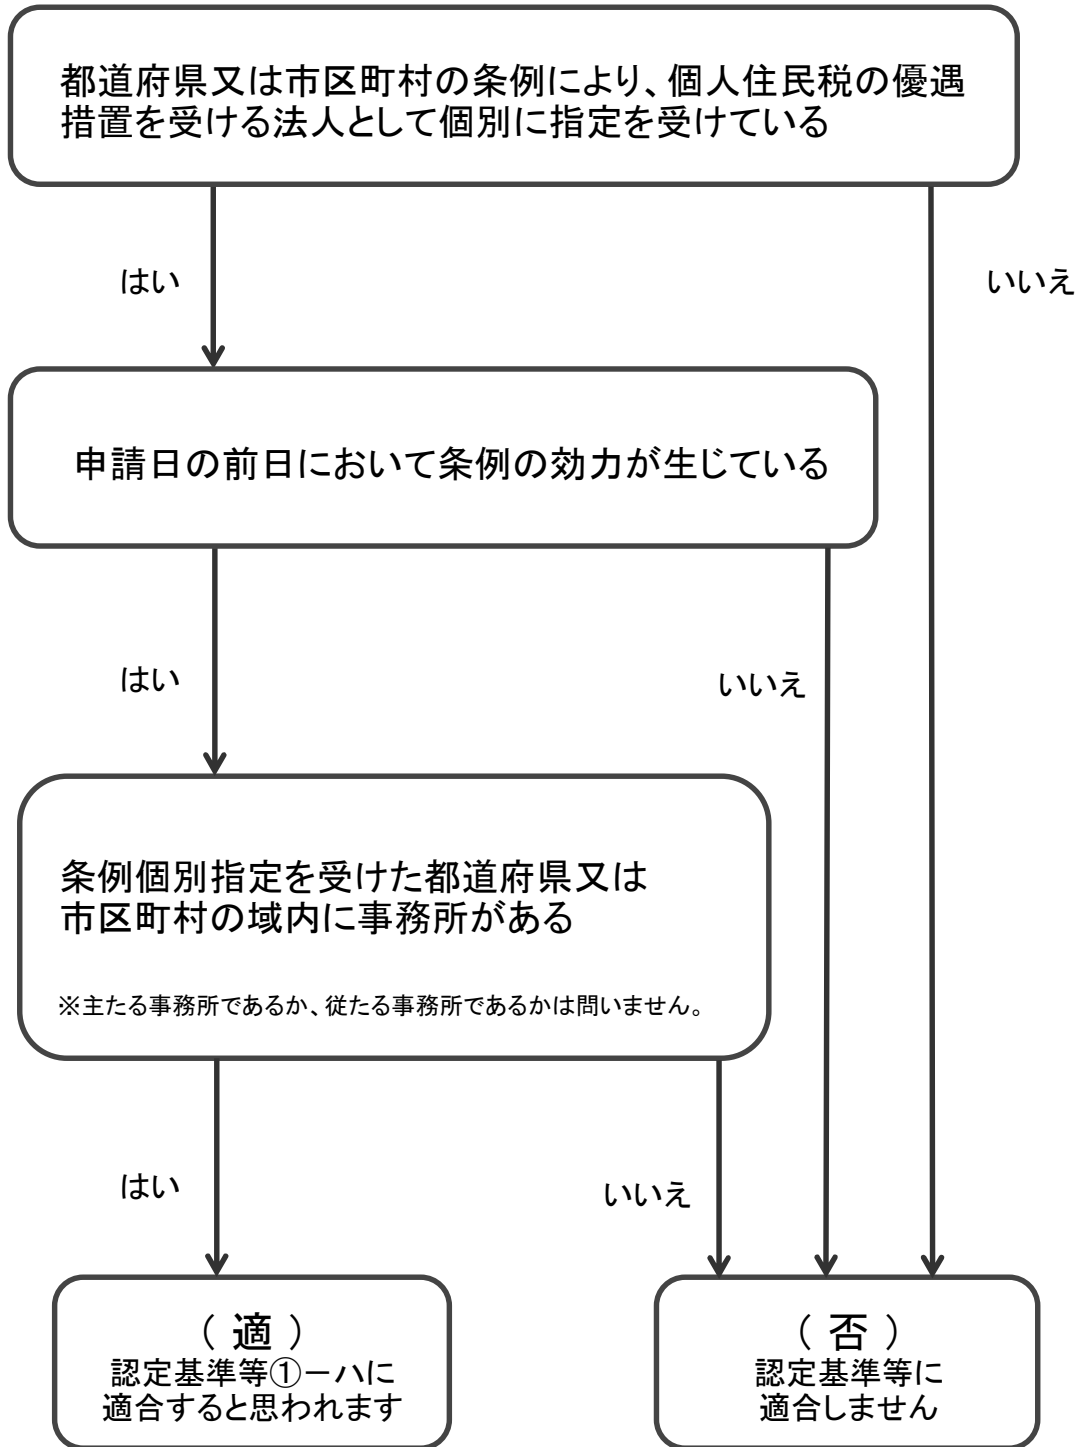 都道府県又は市区町村の条例により、個人住民税の優遇
措置を受ける法人として個別に指定を受けている
はい
いいえ
申請日の前日において条例の効力が生じている
はい
いいえ
条例個別指定を受けた都道府県又は
市区町村の域内に事務所がある
※主たる事務所であるか、従たる事務所であるかは問いません。
はい
いいえ
（ 適 ）
認定基準等①－ハに
適合すると思われます
（ 否 ）
認定基準等に
適合しません